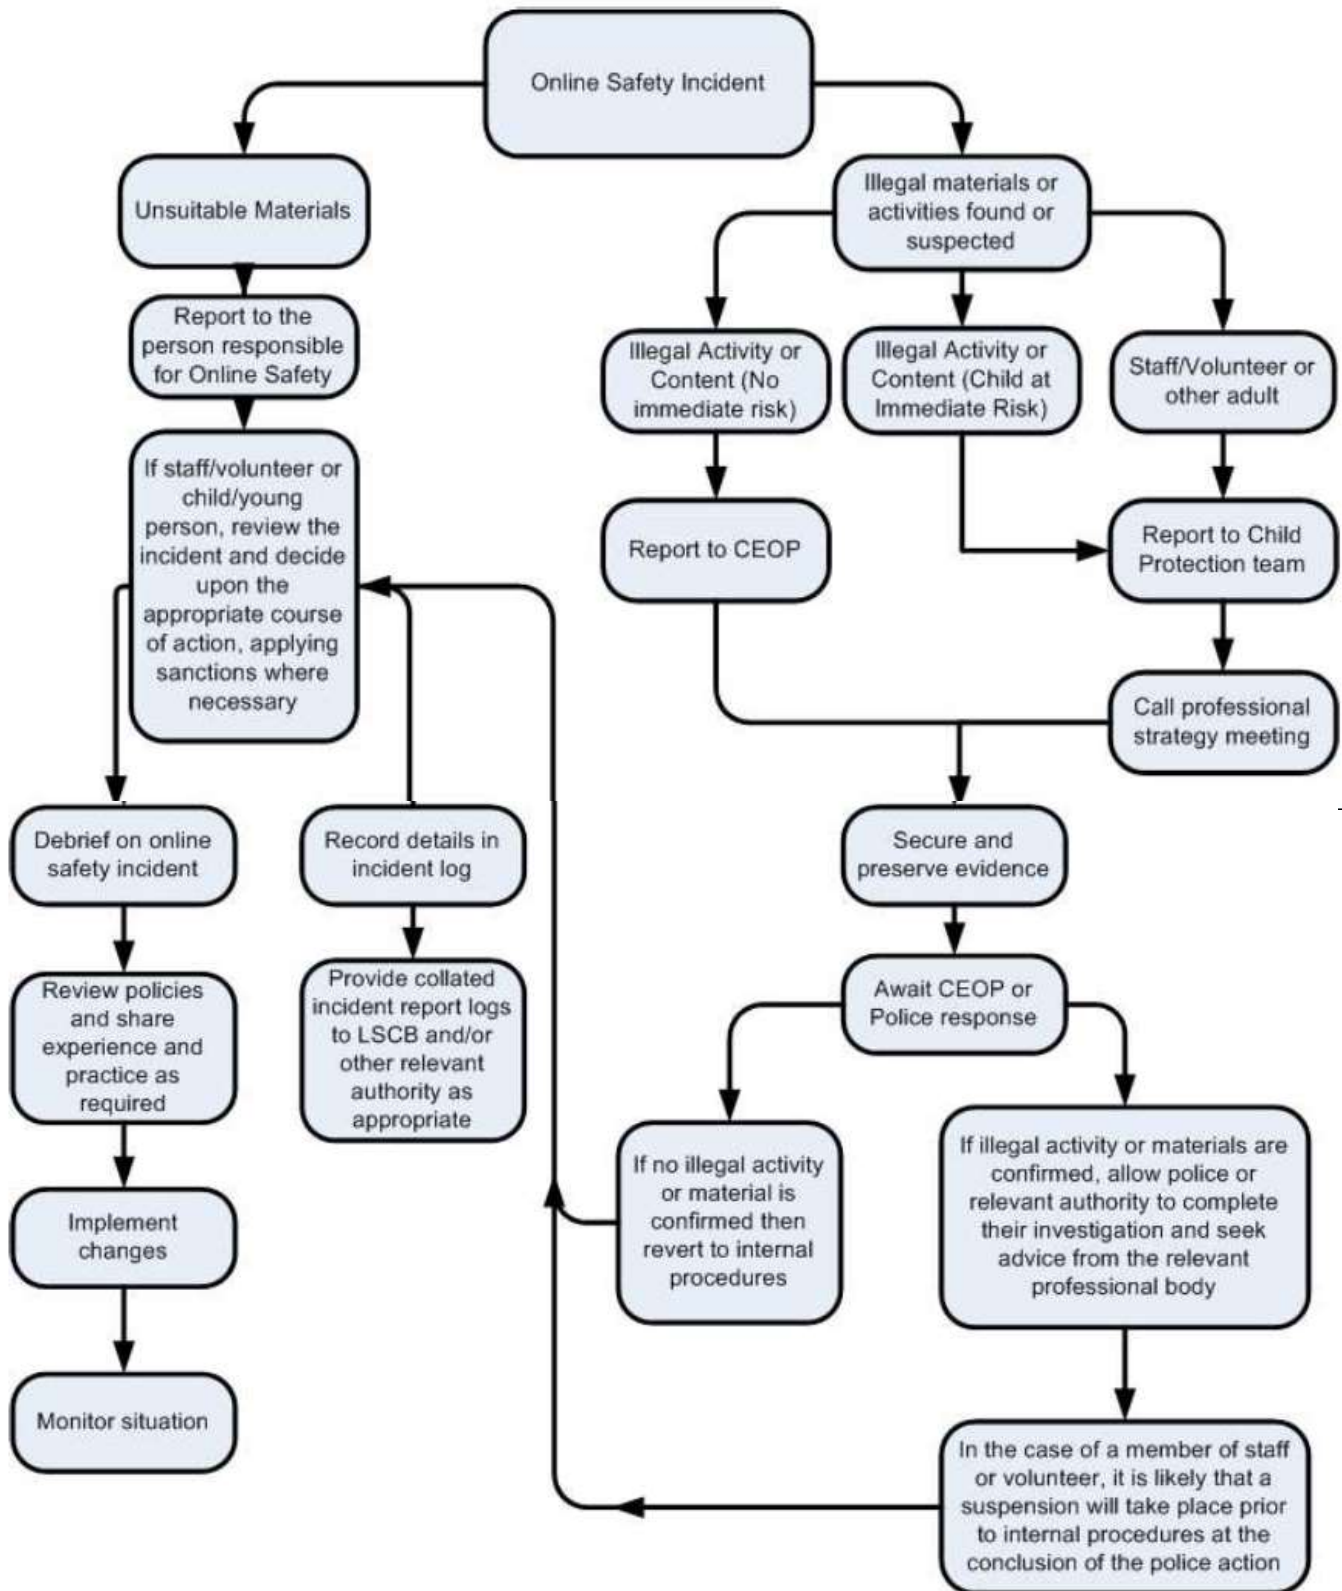 Online Safety Incident
Unsuitable Materials
Illegal materials or
activities found or
suspected
Report to the
person responsible
for Online Safety
Illegal Activity or
Content (No
immediate risk)
Illegal Activity or
Content (Child at
Immediate Risk)
Staff/Volunteer or
other adult
If staff/volunteer or
child/young
person, review the
incident and decide
upon the
appropriate course
of action, applying
sanctions where
necessary
Report to CEOP
Report to Child
Protection team
Call professional
strategy meeting
Debrief on online
safety incident
Record details in
incident log
Secure and
preserve evidence
Review policies
and share
experience and
practice as
required
Provide collated
incident report logs
to LSCB and/or
other relevant
authority as
appropriate
Await CEOP or
Police response
If no illegal activity
or material is
confirmed then
revert to internal
procedures
If illegal activity or materials are
confirmed, allow police or
relevant authority to complete
their investigation and seek
advice from the relevant
professional body
Implement
changes
Monitor situation
In the case of a member of staff
or volunteer, it is likely that a
suspension will take place prior
to internal procedures at the
conclusion of the police action